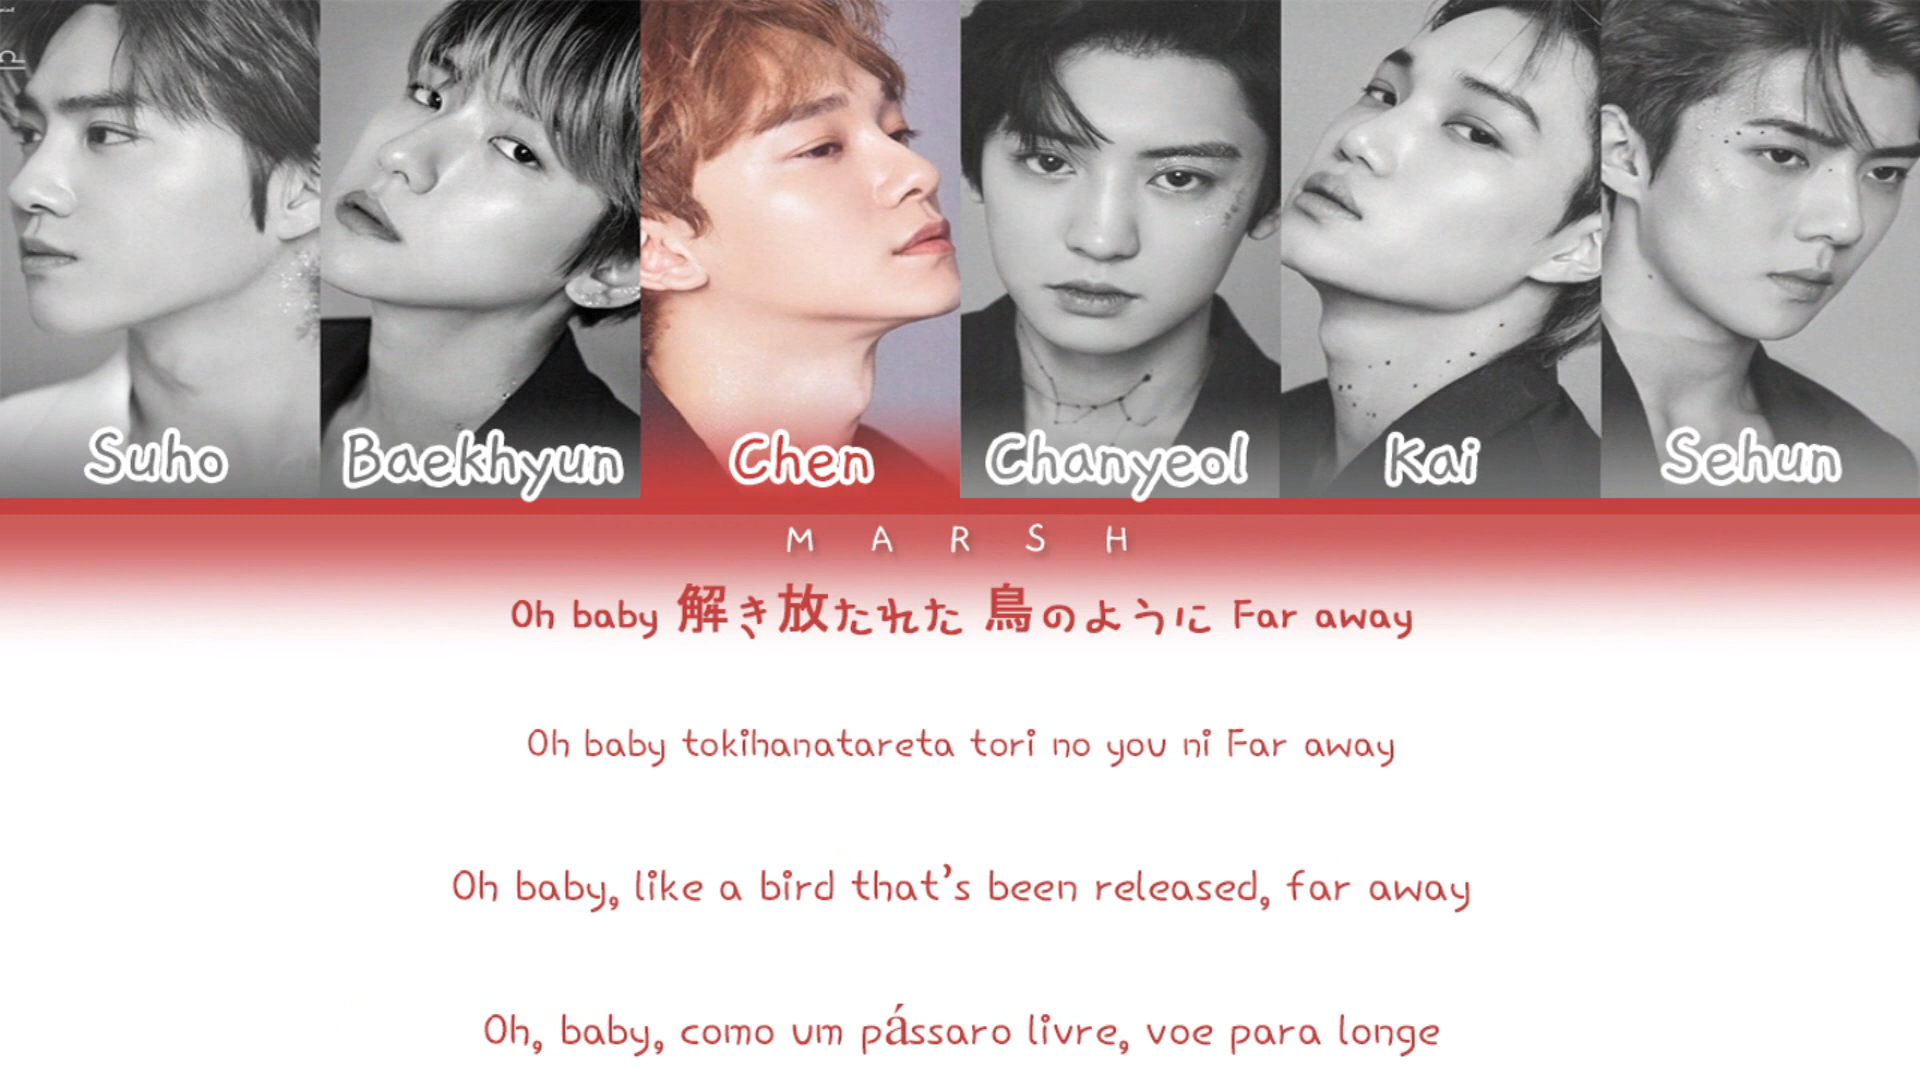 Suho
Baekhyun
Chen
Chanyeol
Kai
Sehun
MARSH
Oh baby 解き放たれた 鳥のように Far away
Oh baby tokihanatareta tori no you ni Far away
Oh baby, like a bird that's been released, far away
Oh, baby, como um pássaro livre, voe para longe